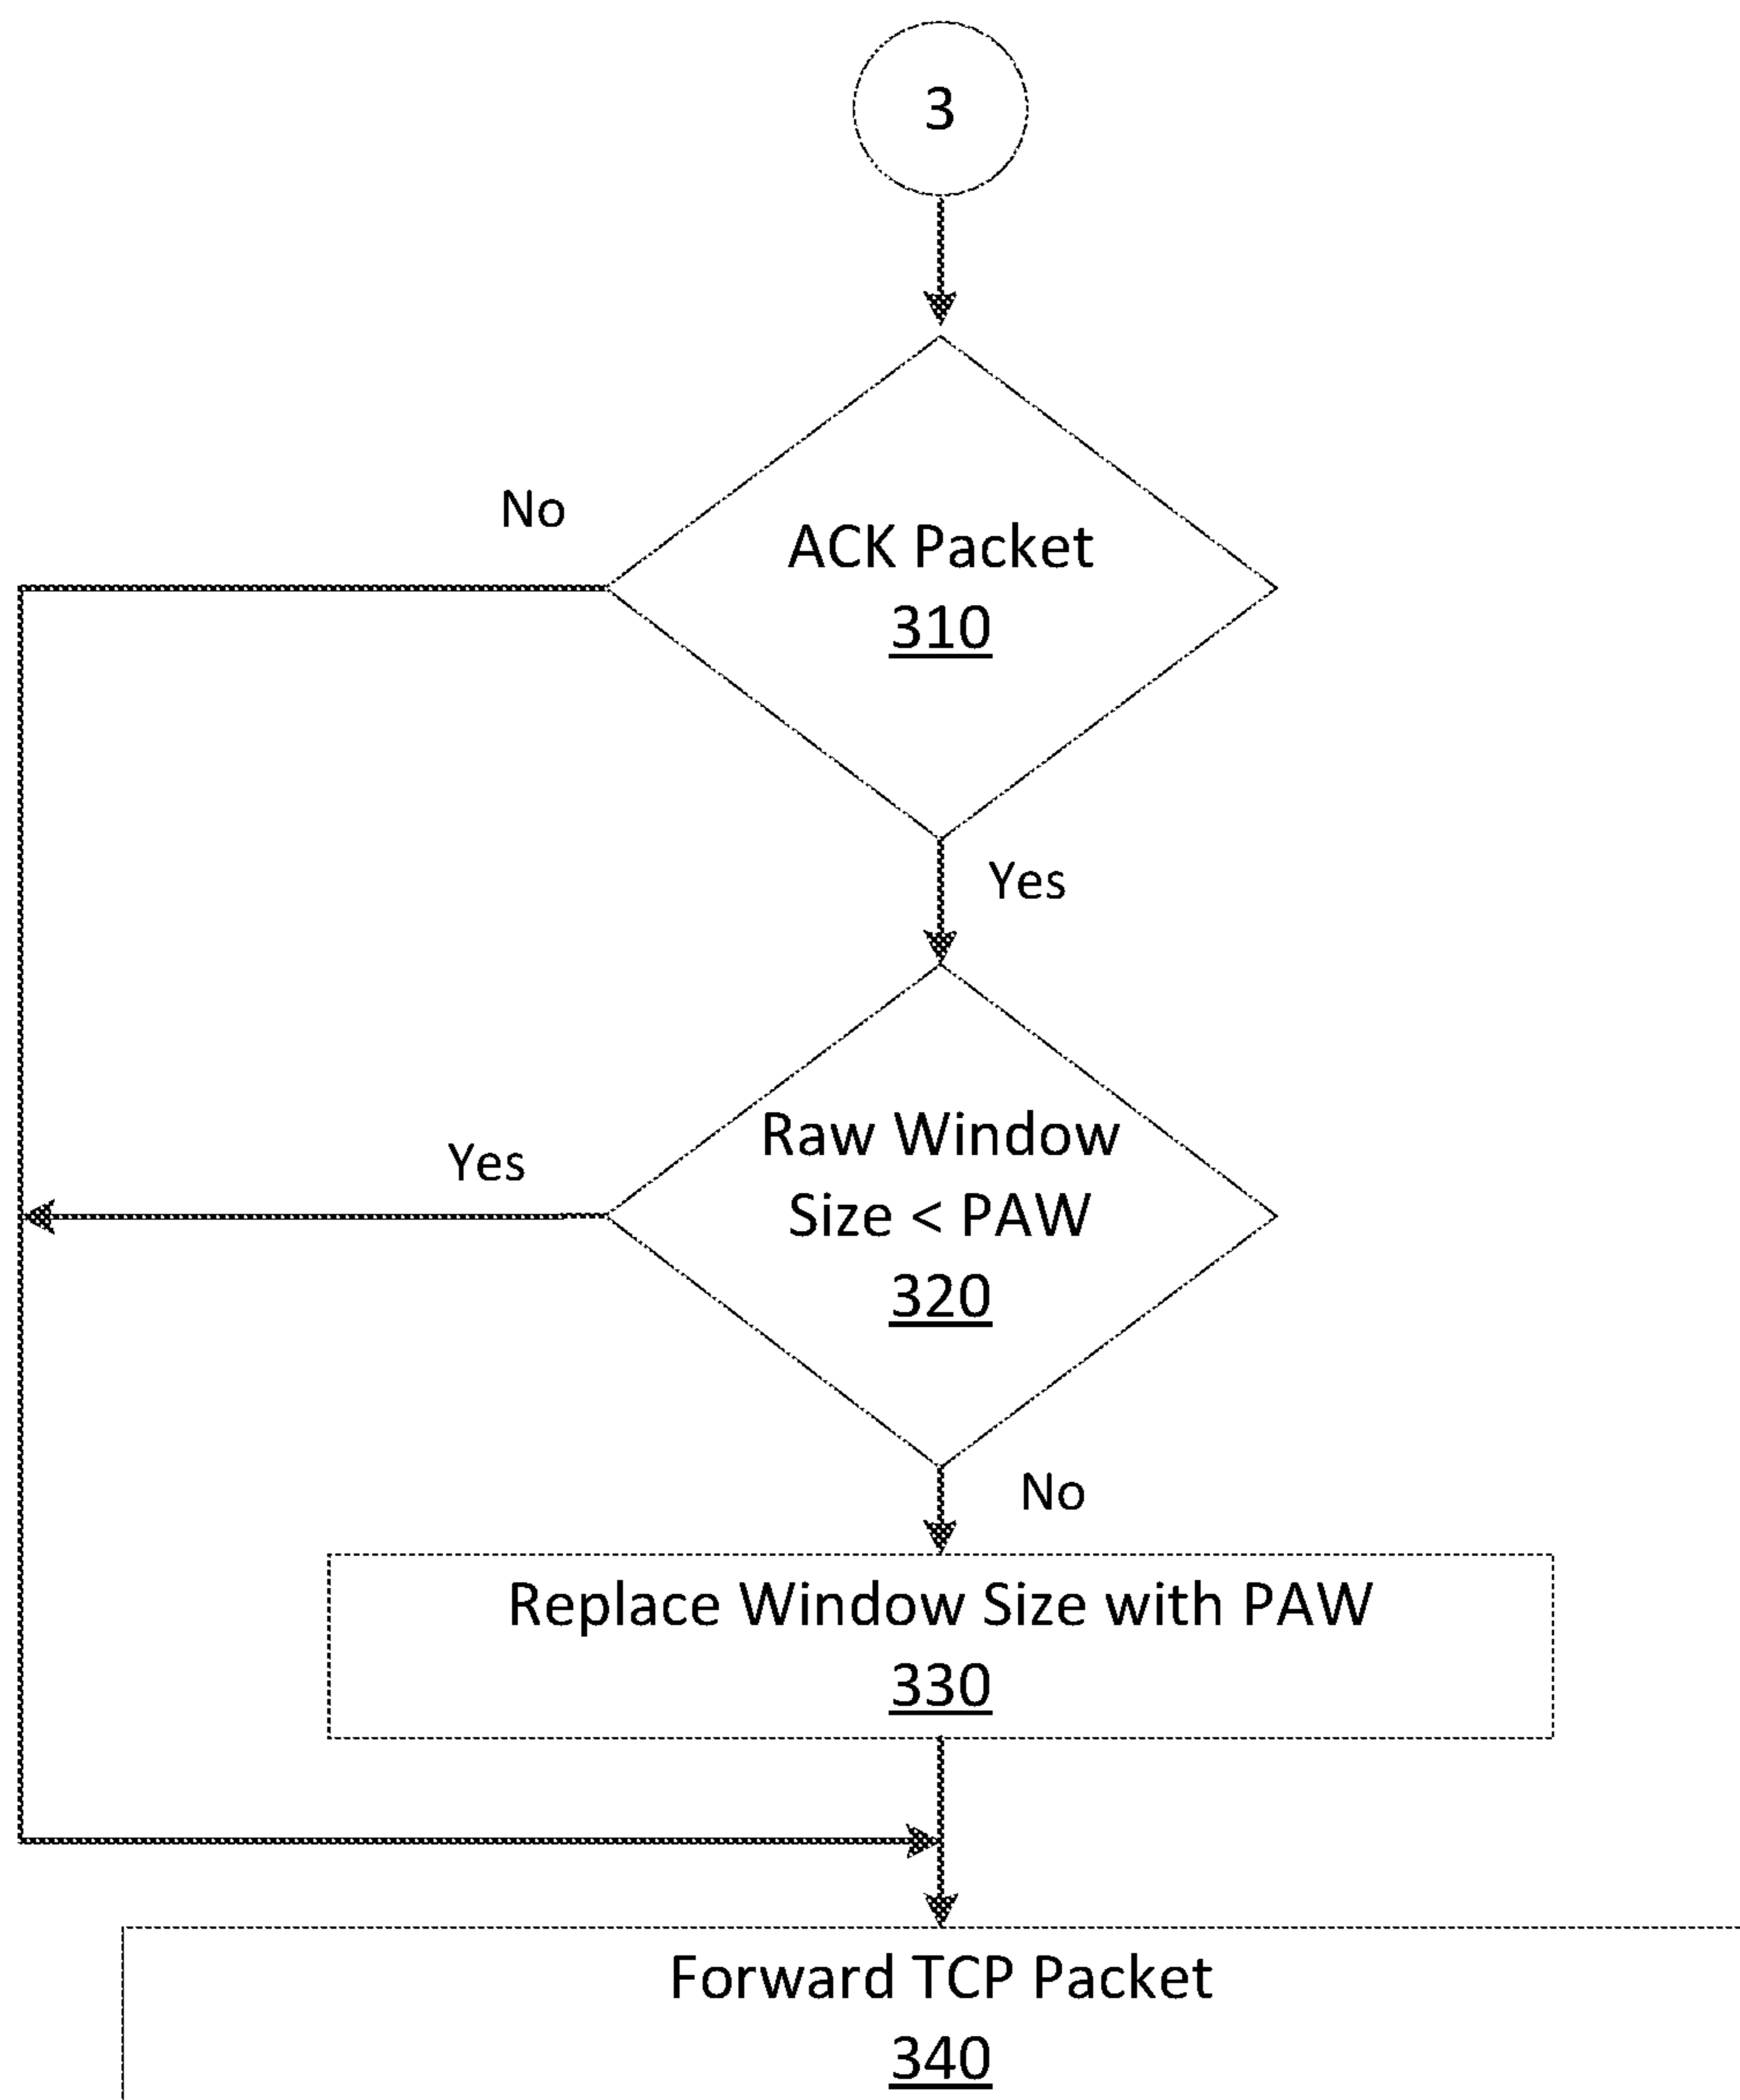 3
No
ACK Packet
310
Yes
Yes
Raw Window
Size < PAW
320
No
Replace Window Size with PAW
330
Forward TCP Packet
340